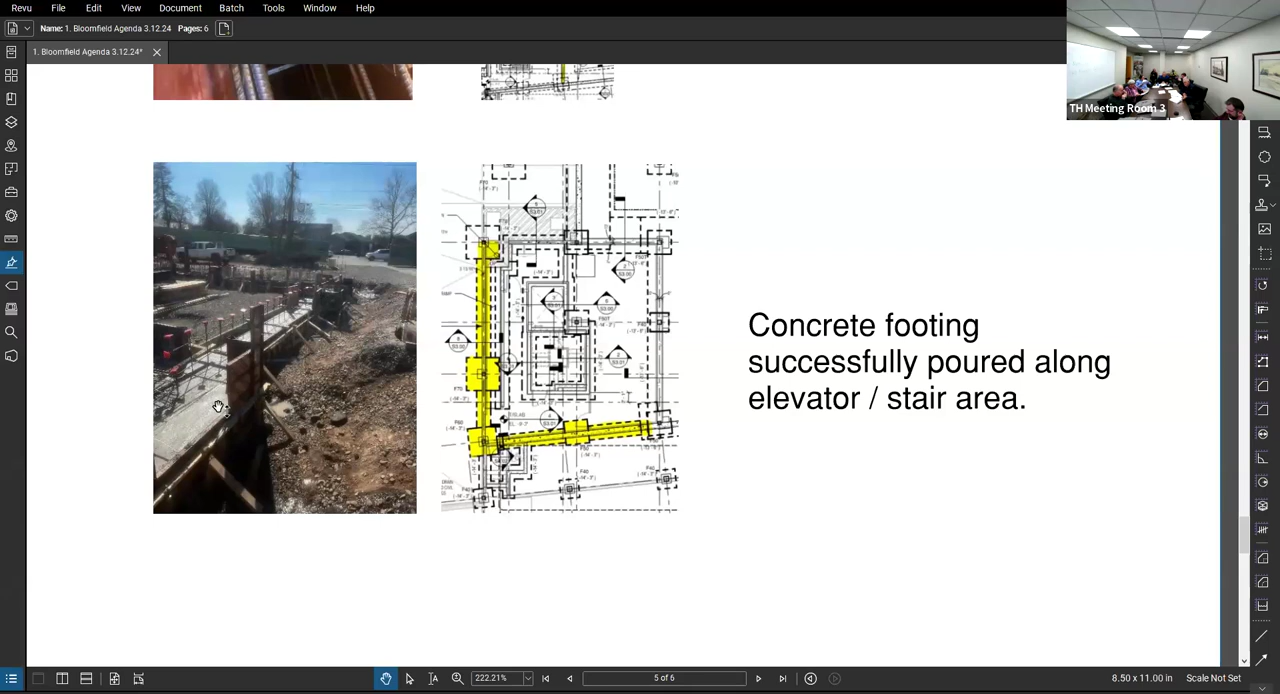 Revu File Edit View Document Batch Tools Window Help
Name: 1. Bloomfield Agenda 3.12.24 Pages: 6
1. Bloomfield Agenda 3.12.24*
TH Meeting Room 3
Concrete footing
successfully poured along
elevator / stair area.
222.21%
5 of 6
8.50 x 11.00 in
Scale Not Set